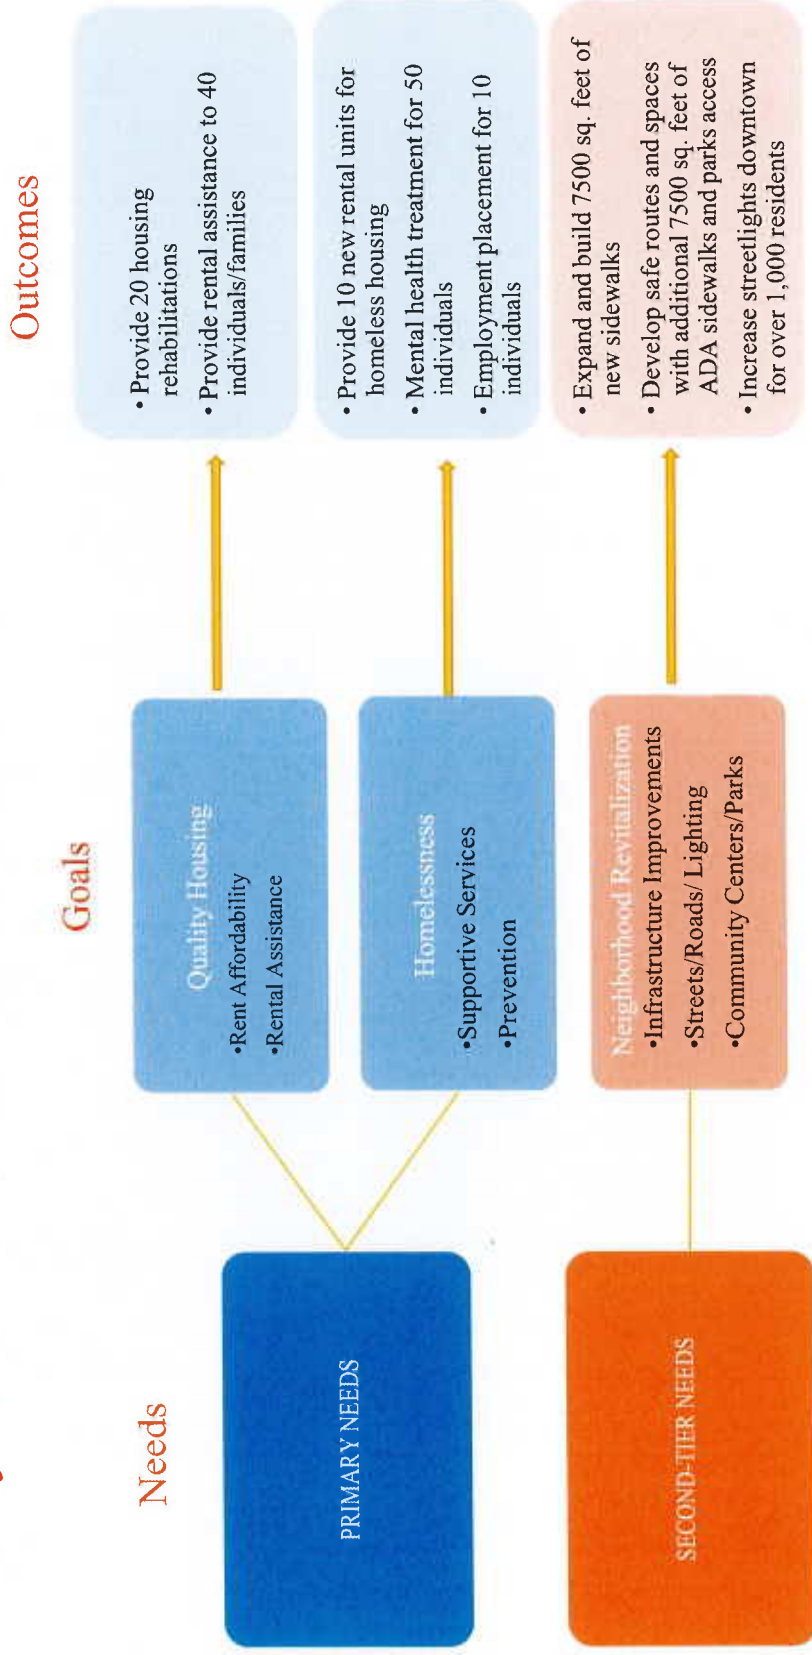 Needs
Goals
Outcomes
PRIMARY NEEDS
Quality Housing
•Rent Affordability
•Rental Assistance
• Provide 20 housing
rehabilitations
• Provide rental assistance to 40
individuals/families
Homelessness
•Supportive Services
•Prevention
• Provide 10 new rental units for
homeless housing
• Mental health treatment for 50
individuals
• Employment placement for 10
individuals
SECOND-TIER NEEDS
Neighborhood Revitalization
•Infrastructure Improvements
•Streets/Roads/ Lighting
•Community Centers/Parks
• Expand and build 7500 sq. feet of
new sidewalks
• Develop safe routes and spaces
with additional 7500 sq. feet of
ADA sidewalks and parks access
• Increase streetlights downtown
for over 1,000 residents